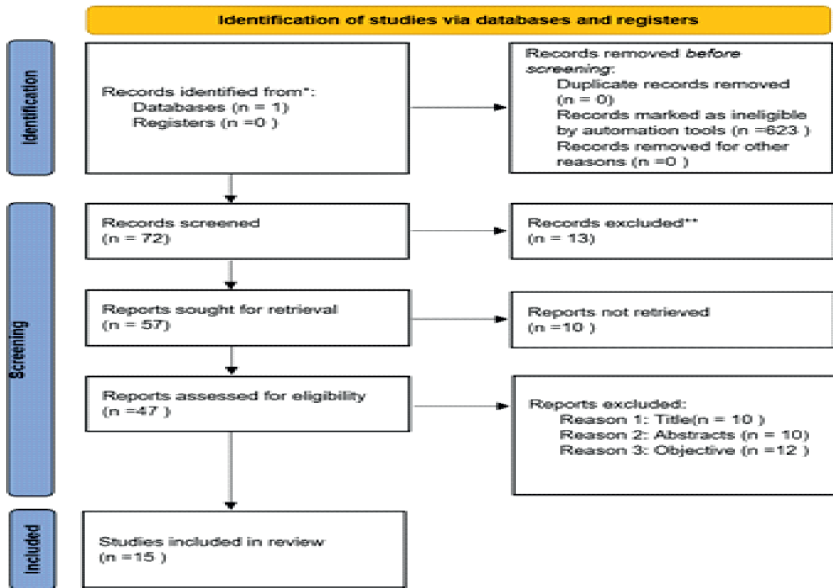 Identification of studies via databases and registers
Identification
Records identified from*:
Databases (n = 1)
Registers (n =0 )
Records removed before
screening:
Duplicate records removed
(n = 0)
Records marked as ineligible
by automation tools (n =623 )
Records removed for other
reasons (n =0 )
Screening
Records screened
(n = 72)
Records excluded**
(n = 13)
Reports sought for retrieval
(n = 57)
Reports not retrieved
(n =10 )
Reports assessed for eligibility
(n =47 )
Reports excluded:
Reason 1: Title(n = 10 )
Reason 2: Abstracts (n = 10)
Reason 3: Objective (n =12 )
Included
Studies included in review
(n =15 )